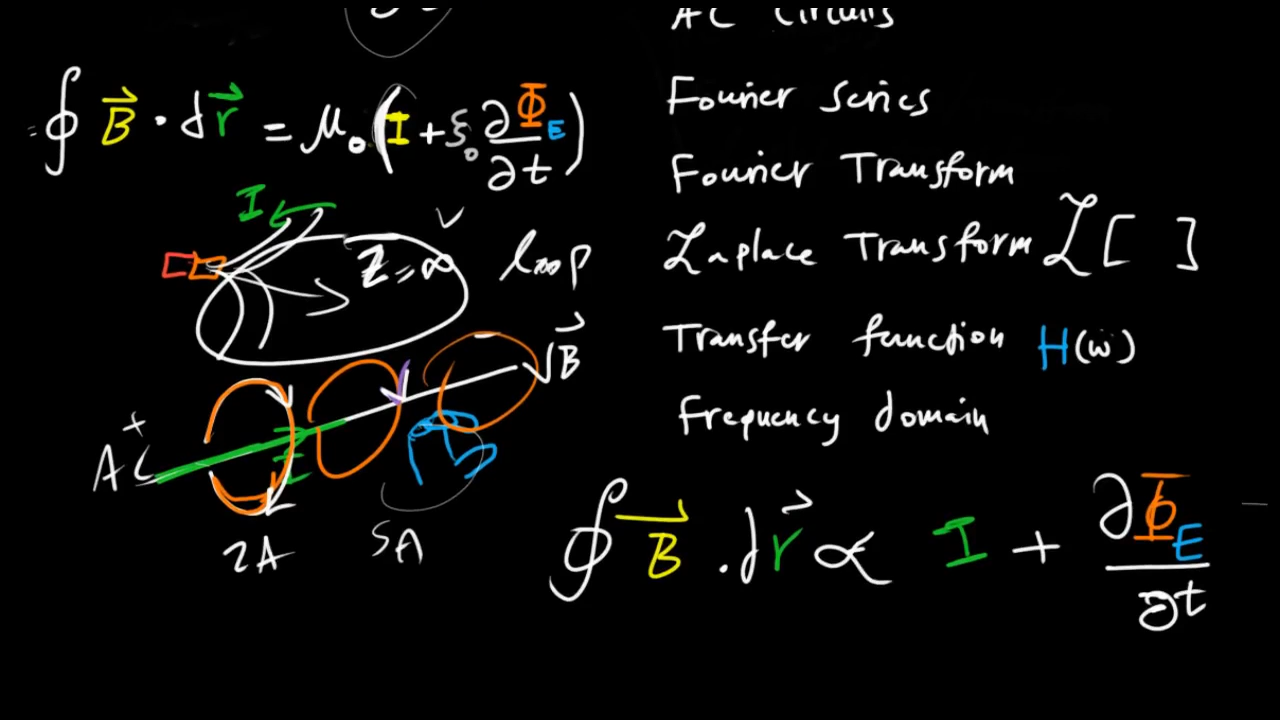 AC Circuits
= ∮ B⃗ · dr⃗ = μ₀ (I + ξ₀ ∂Φ_E/∂t)
Fourier Series
Fourier Transform
I
Z = ∞
loop
Laplace Transform ℒ[ ]
Transfer function H(ω)
B⃗
Frequency domain
AC
+
I
2A
5A
∮ B⃗ · dr⃗ ∝ I + ∂Φ_E/∂t